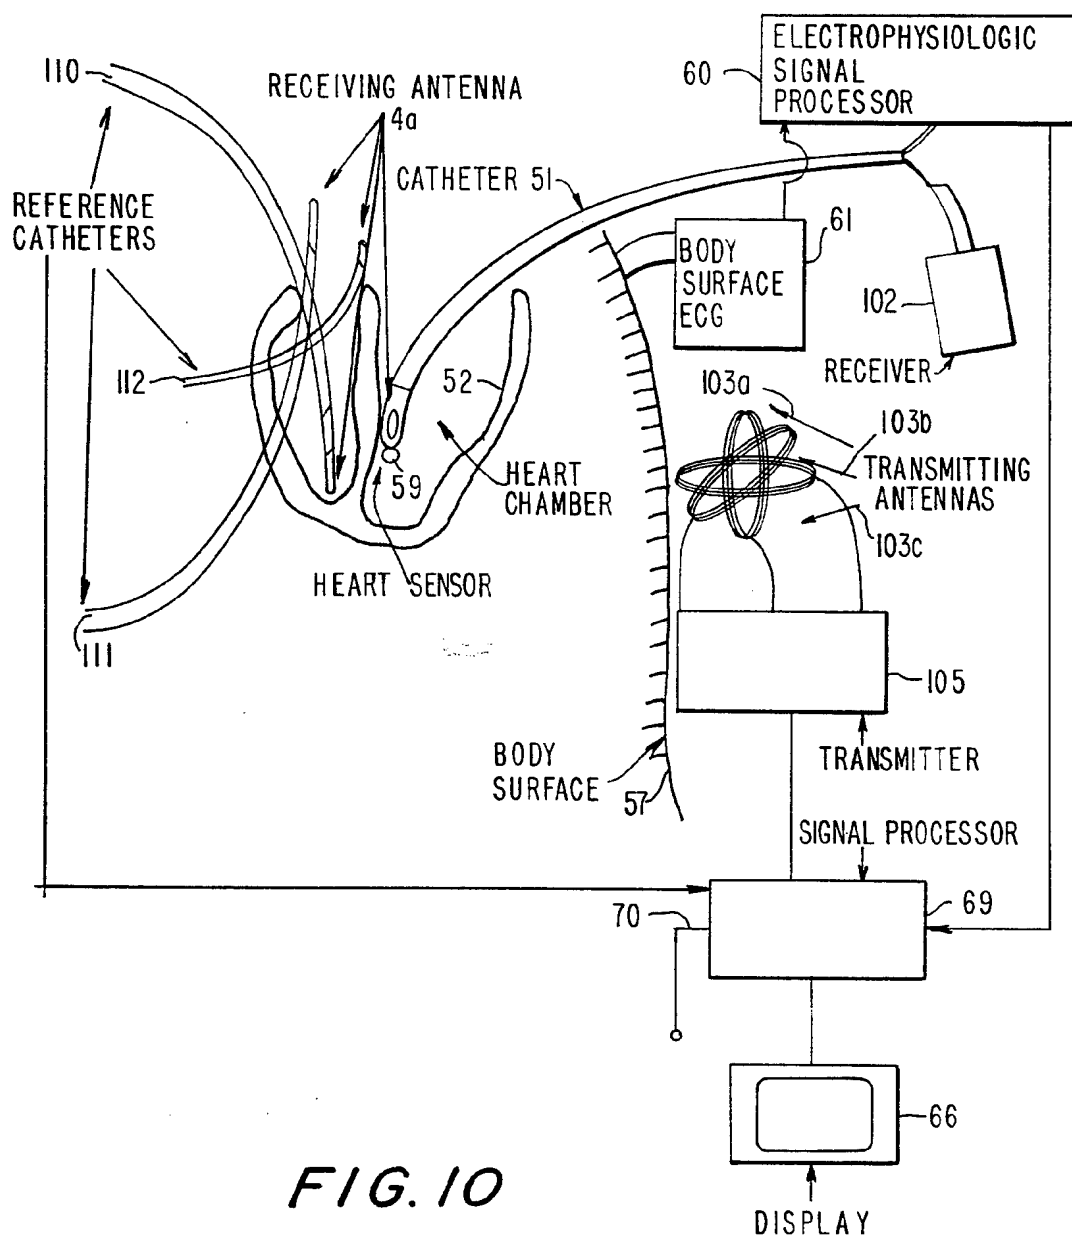 ELECTROPHYSIOLOGIC
SIGNAL
PROCESSOR
60
110
RECEIVING ANTENNA
4a
CATHETER 51
REFERENCE
CATHETERS
61
BODY
SURFACE
ECG
102
RECEIVER
112
52
103a
103b
TRANSMITTING
ANTENNAS
59
HEART
CHAMBER
103c
HEART SENSOR
111
105
BODY
SURFACE
57
TRANSMITTER
SIGNAL PROCESSOR
70
69
66
FIG. 10
DISPLAY